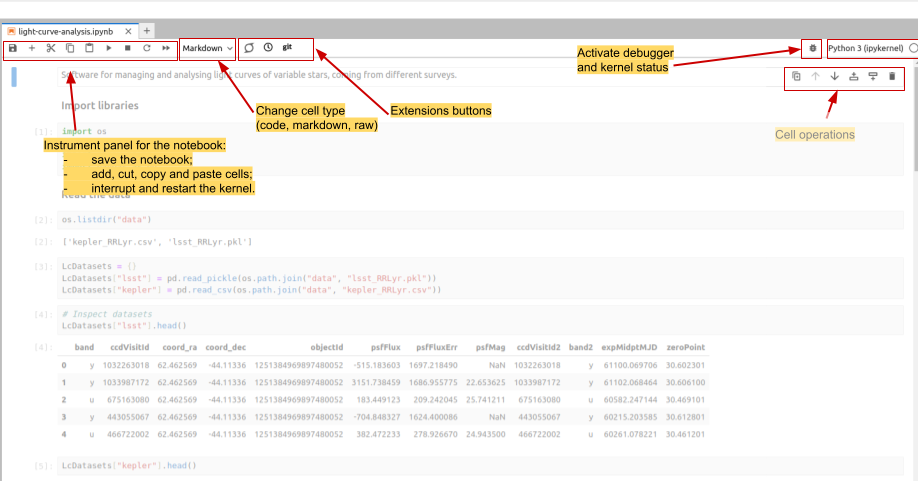 light-curve-analysis.ipynb
Markdown
git
Python 3 (ipykernel)
Activate debugger
and kernel status
Software for managing and analysing light curves of variable stars, coming from different surveys.
Import libraries
Change cell type
(code, markdown, raw)
Extensions buttons
Cell operations
[1]: import os
Instrument panel for the notebook:
- save the notebook;
- add, cut, copy and paste cells;
- interrupt and restart the kernel.
Read the data
[2]: os.listdir("data")
[2]: ['kepler_RRLyr.csv', 'lsst_RRLyr.pkl']
[3]: LcDatasets = {}
LcDatasets["lsst"] = pd.read_pickle(os.path.join("data", "lsst_RRLyr.pkl"))
LcDatasets["kepler"] = pd.read_csv(os.path.join("data", "kepler_RRLyr.csv"))
[4]: # Inspect datasets
LcDatasets["lsst"].head()
[4]: band ccdVisitId coord_ra coord_dec objectId psfFlux psfFluxErr psfMag ccdVisitId2 band2 expMidptMJD zeroPoint
0 y 1032263018 62.462569 -44.11336 1251384969897480052 -515.183603 1697.218490 NaN 1032263018 y 61100.069706 30.602301
1 y 1033987172 62.462569 -44.11336 1251384969897480052 3151.738459 1686.955775 22.653625 1033987172 y 61102.068464 30.606100
2 u 675163080 62.462569 -44.11336 1251384969897480052 183.449123 209.242045 25.741211 675163080 u 60582.247144 30.469101
3 y 443055067 62.462569 -44.11336 1251384969897480052 -704.848327 1624.400086 NaN 443055067 y 60215.203585 30.612801
4 u 466722002 62.462569 -44.11336 1251384969897480052 382.472233 278.926670 24.943500 466722002 u 60261.078221 30.461201
[5]: LcDatasets["kepler"].head()